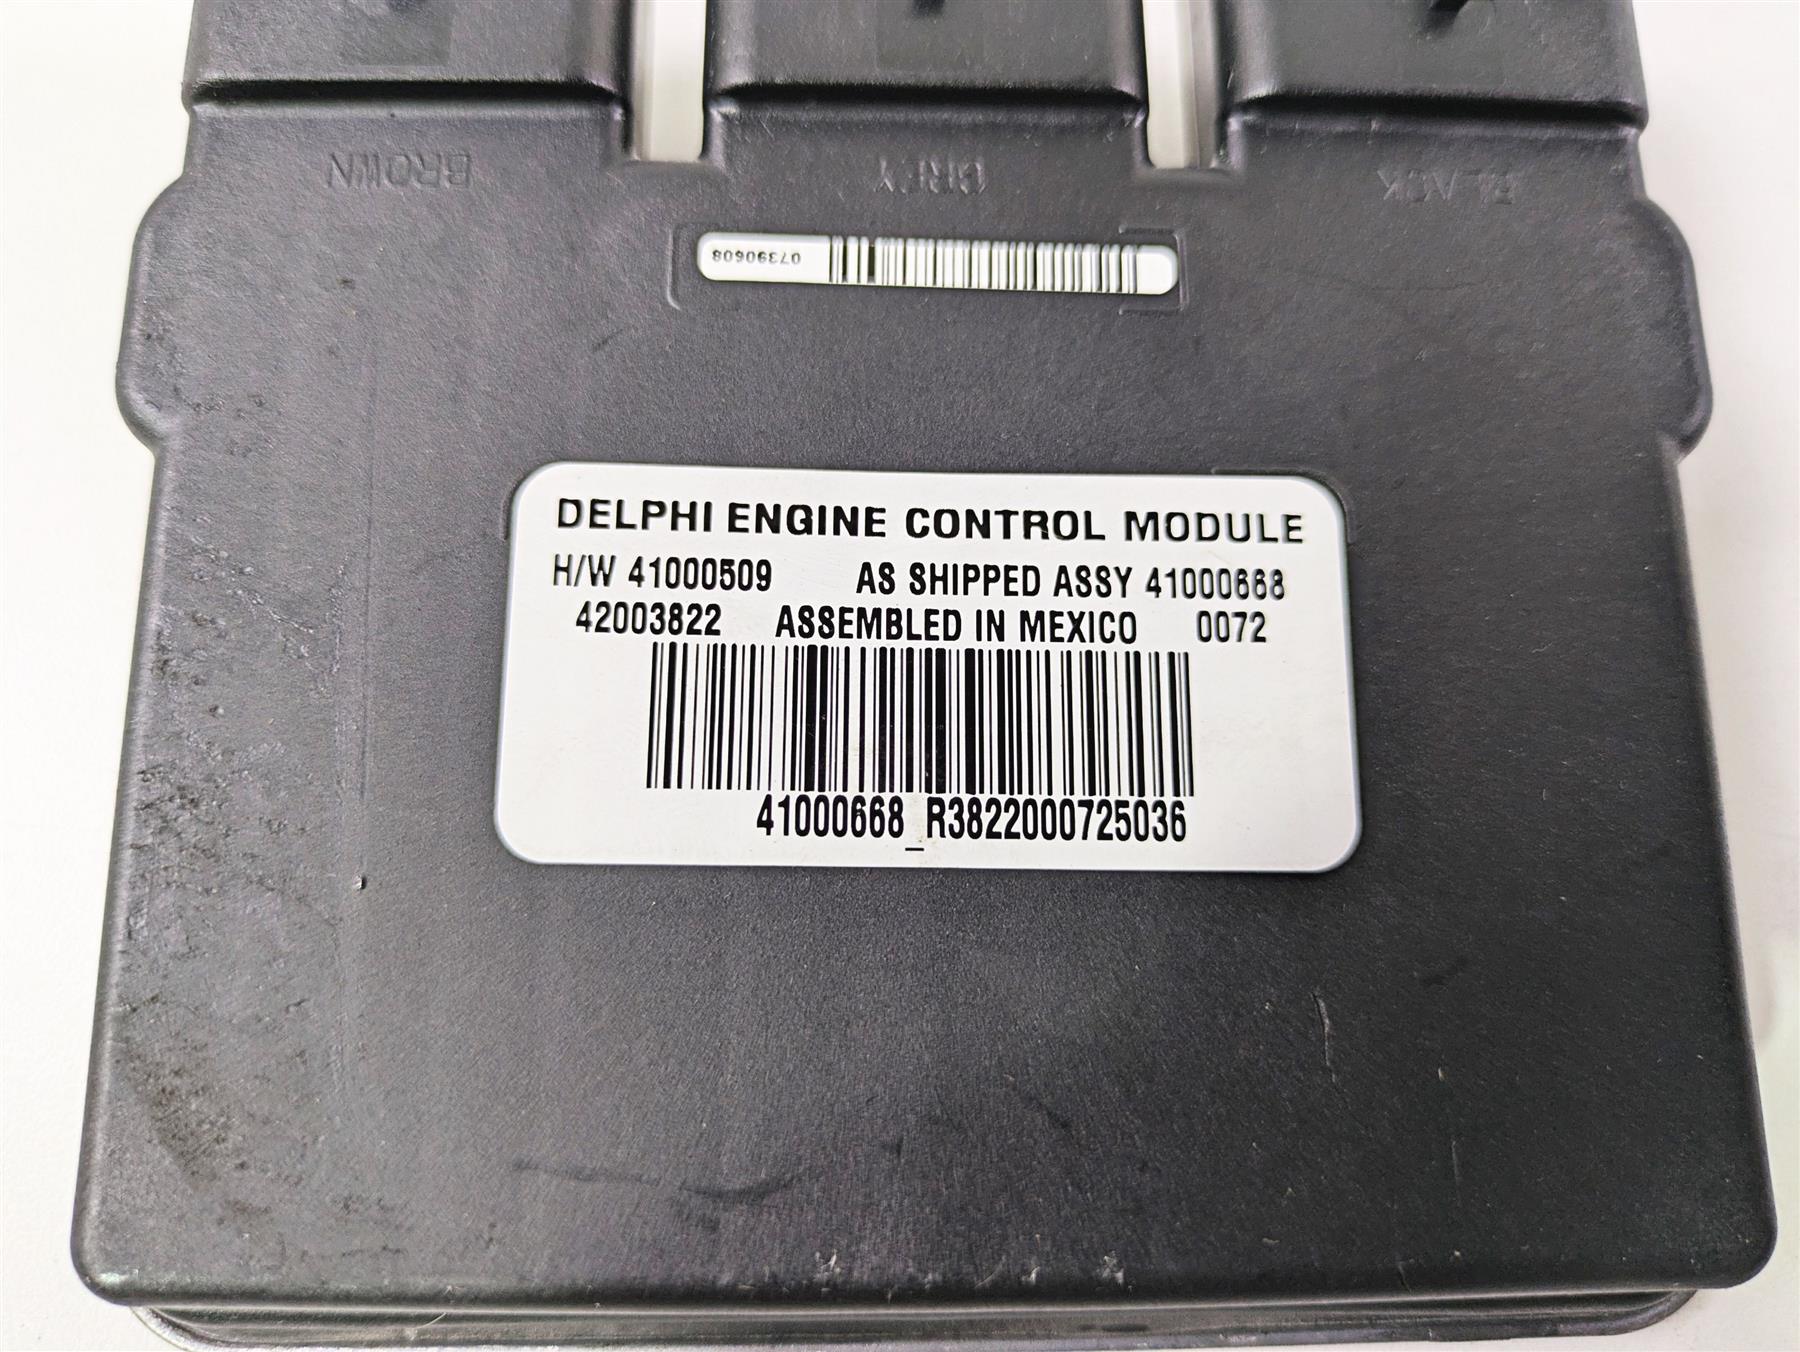 BROWN GREY BLACK
07390608
DELPHI ENGINE CONTROL MODULE
H/W 41000509 AS SHIPPED ASSY 41000668
42003822 ASSEMBLED IN MEXICO 0072
41000668_R3822000725036